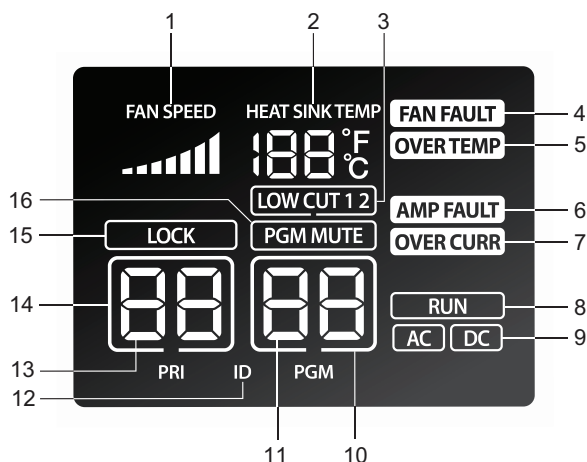 1 2 3
FAN SPEED HEAT SINK TEMP FAN FAULT 4
188 °F °C OVER TEMP 5
16 LOW CUT 1 2 AMP FAULT 6
15 LOCK PGM MUTE OVER CURR 7
14 88 88 RUN 8
13 AC DC 9
PRI ID PGM
12
11 10